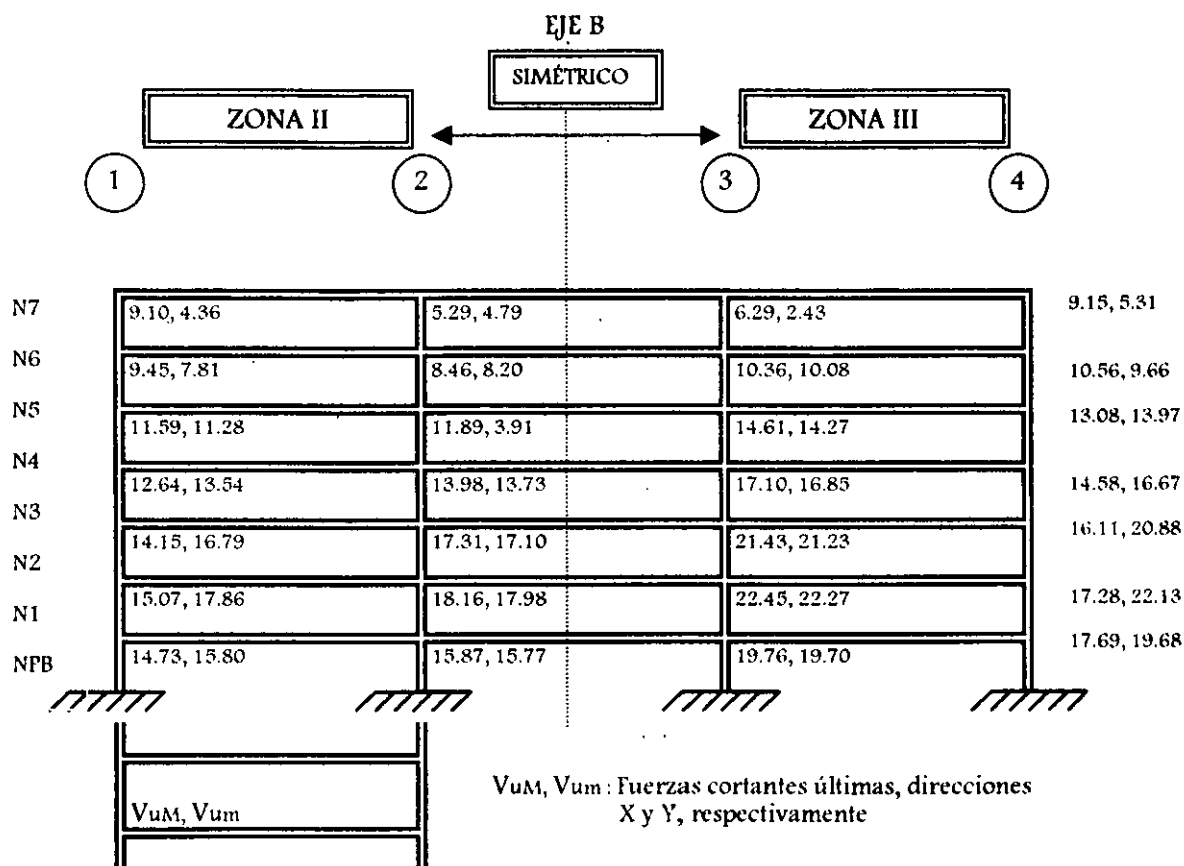 EJE B
SIMÉTRICO
ZONA II
ZONA III
1
2
3
4
N7
9.10, 4.36
5.29, 4.79
6.29, 2.43
9.15, 5.31
N6
9.45, 7.81
8.46, 8.20
10.36, 10.08
10.56, 9.66
N5
11.59, 11.28
11.89, 3.91
14.61, 14.27
13.08, 13.97
N4
12.64, 13.54
13.98, 13.73
17.10, 16.85
14.58, 16.67
N3
14.15, 16.79
17.31, 17.10
21.43, 21.23
16.11, 20.88
N2
15.07, 17.86
18.16, 17.98
22.45, 22.27
17.28, 22.13
N1
14.73, 15.80
15.87, 15.77
19.76, 19.70
17.69, 19.68
NPB
VuM, Vum
VuM, Vum : Fuerzas cortantes últimas, direcciones
X y Y, respectivamente